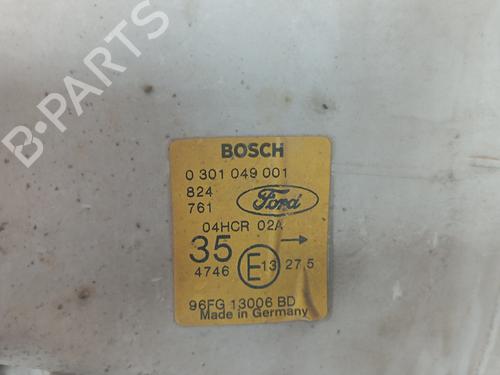 B-PARTS
BOSCH
0 301 049 001
824
761
Ford
04HCR 02A
35
4746
E 13 27.5
96FG 13006 BD
Made in Germany